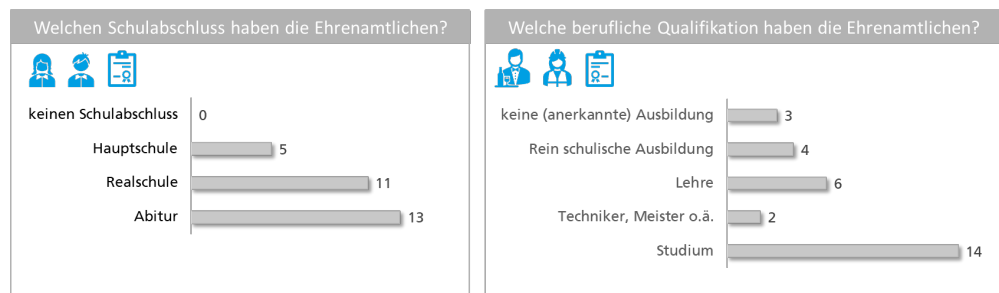 Welchen Schulabschluss haben die Ehrenamtlichen?
keinen Schulabschluss 0
Hauptschule 5
Realschule 11
Abitur 13
Welche berufliche Qualifikation haben die Ehrenamtlichen?
keine (anerkannte) Ausbildung 3
Rein schulische Ausbildung 4
Lehre 6
Techniker, Meister o.ä. 2
Studium 14